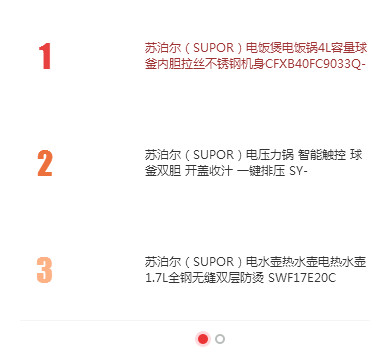 1
苏泊尔（SUPOR）电饭煲电饭锅4L容量球
釜内胆拉丝不锈钢机身CFXB40FC9033Q-
2
苏泊尔（SUPOR）电压力锅 智能触控 球
釜双胆 开盖收汁 一键排压 SY-
3
苏泊尔（SUPOR）电水壶热水壶电热水壶
1.7L全钢无缝双层防烫 SWF17E20C